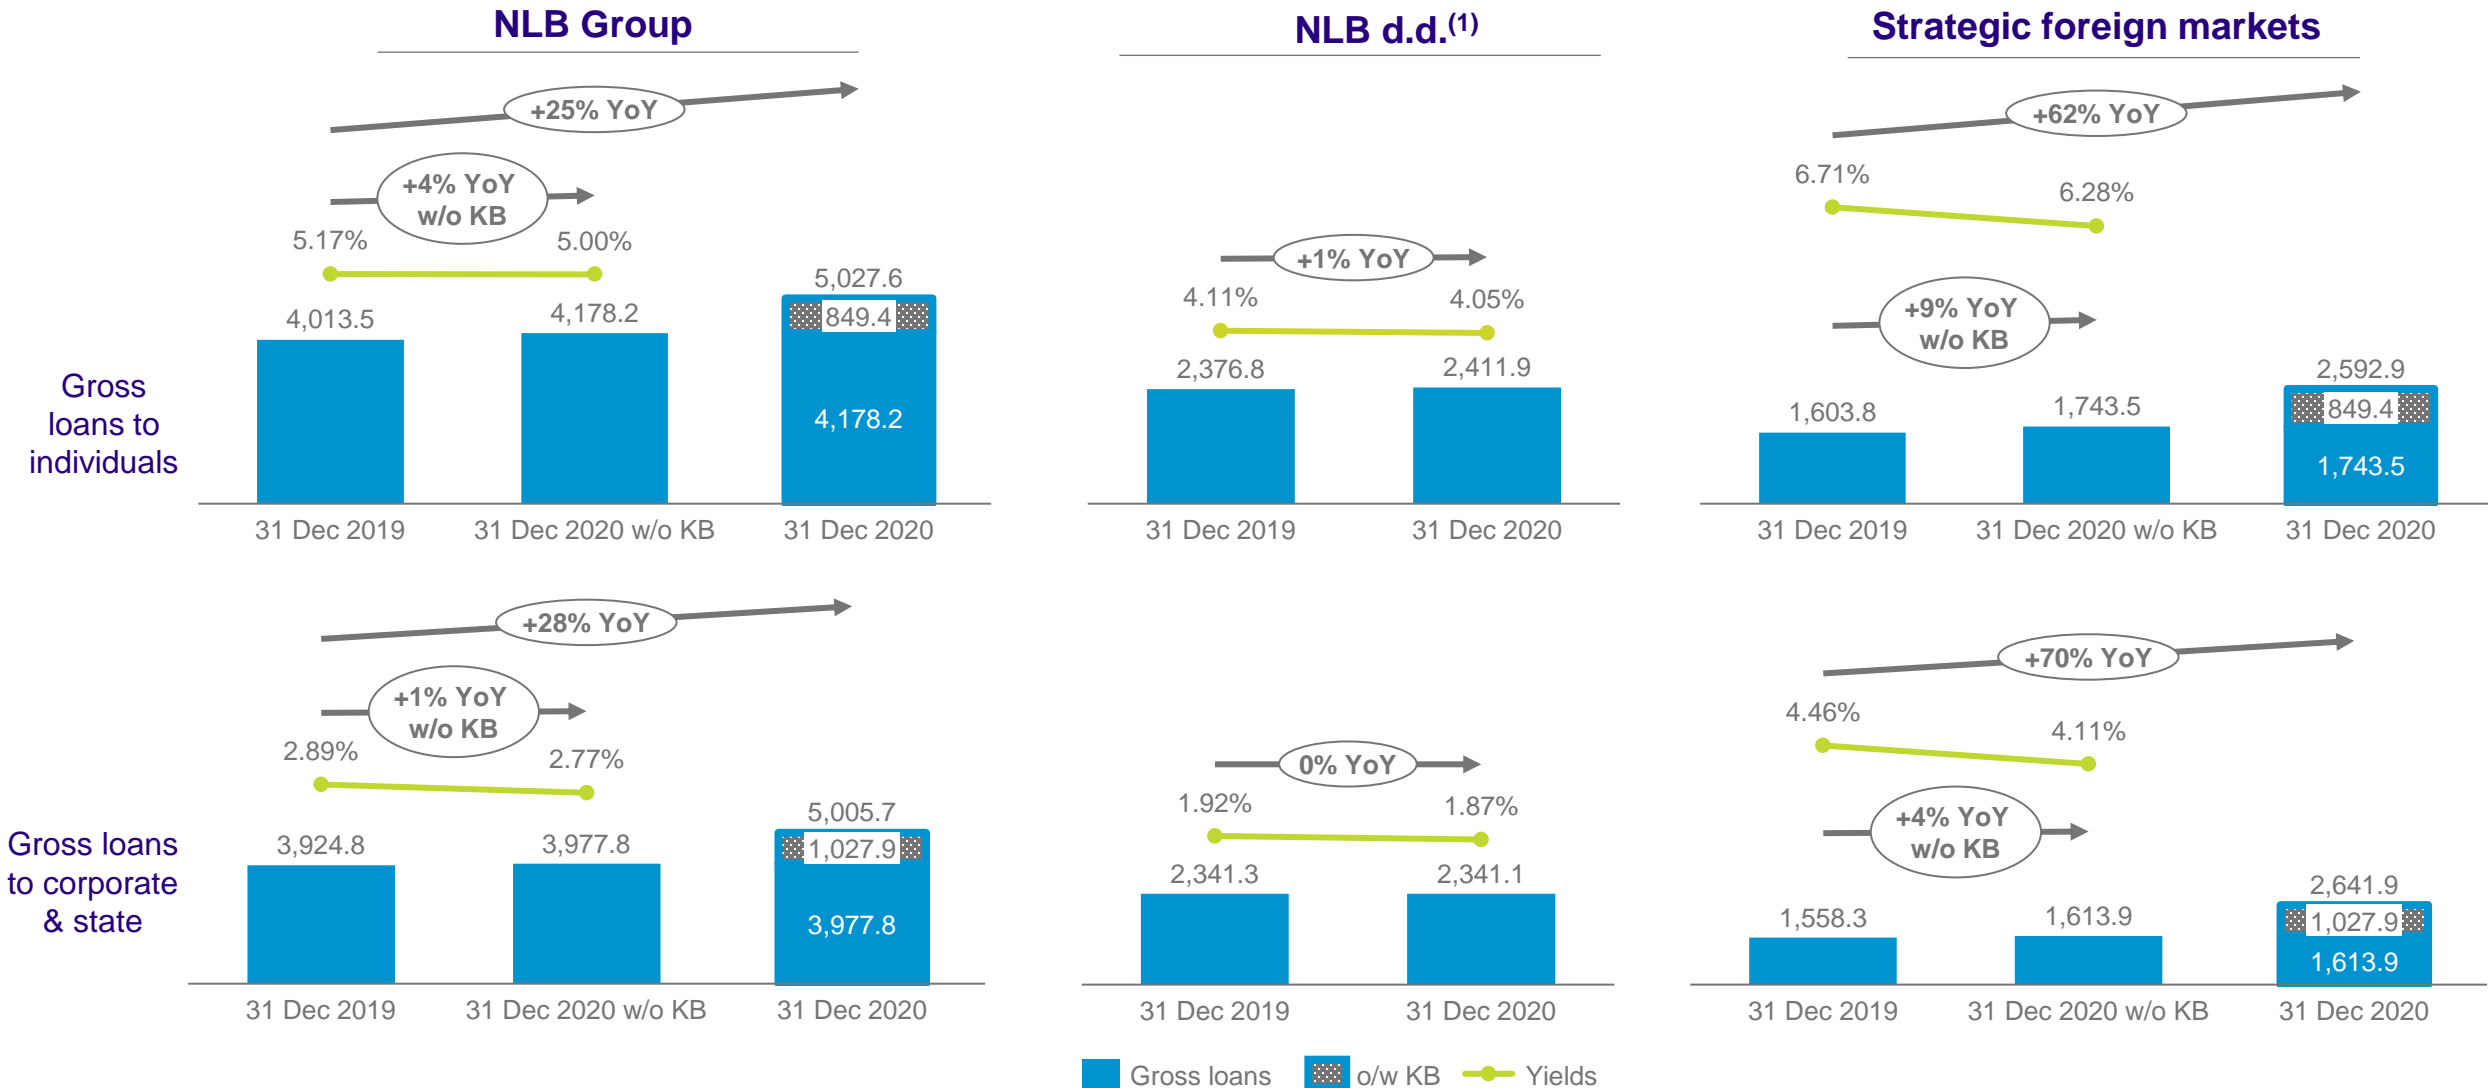 NLB Group
NLB d.d.(1)
Strategic foreign markets
Gross
loans to
individuals
+25% YoY
+4% YoY
w/o KB
5.17%
5.00%
4,013.5
4,178.2
5,027.6
849.4
4,178.2
31 Dec 2019
31 Dec 2020 w/o KB
31 Dec 2020
+1% YoY
4.11%
4.05%
2,376.8
2,411.9
31 Dec 2019
31 Dec 2020
+62% YoY
6.71%
6.28%
+9% YoY
w/o KB
1,603.8
1,743.5
2,592.9
849.4
1,743.5
31 Dec 2019
31 Dec 2020 w/o KB
31 Dec 2020
Gross loans
to corporate
& state
+28% YoY
+1% YoY
w/o KB
2.89%
2.77%
3,924.8
3,977.8
5,005.7
1,027.9
3,977.8
31 Dec 2019
31 Dec 2020 w/o KB
31 Dec 2020
0% YoY
1.92%
1.87%
2,341.3
2,341.1
31 Dec 2019
31 Dec 2020
+70% YoY
4.46%
4.11%
+4% YoY
w/o KB
1,558.3
1,613.9
2,641.9
1,027.9
1,613.9
31 Dec 2019
31 Dec 2020 w/o KB
31 Dec 2020
Gross loans
o/w KB
Yields